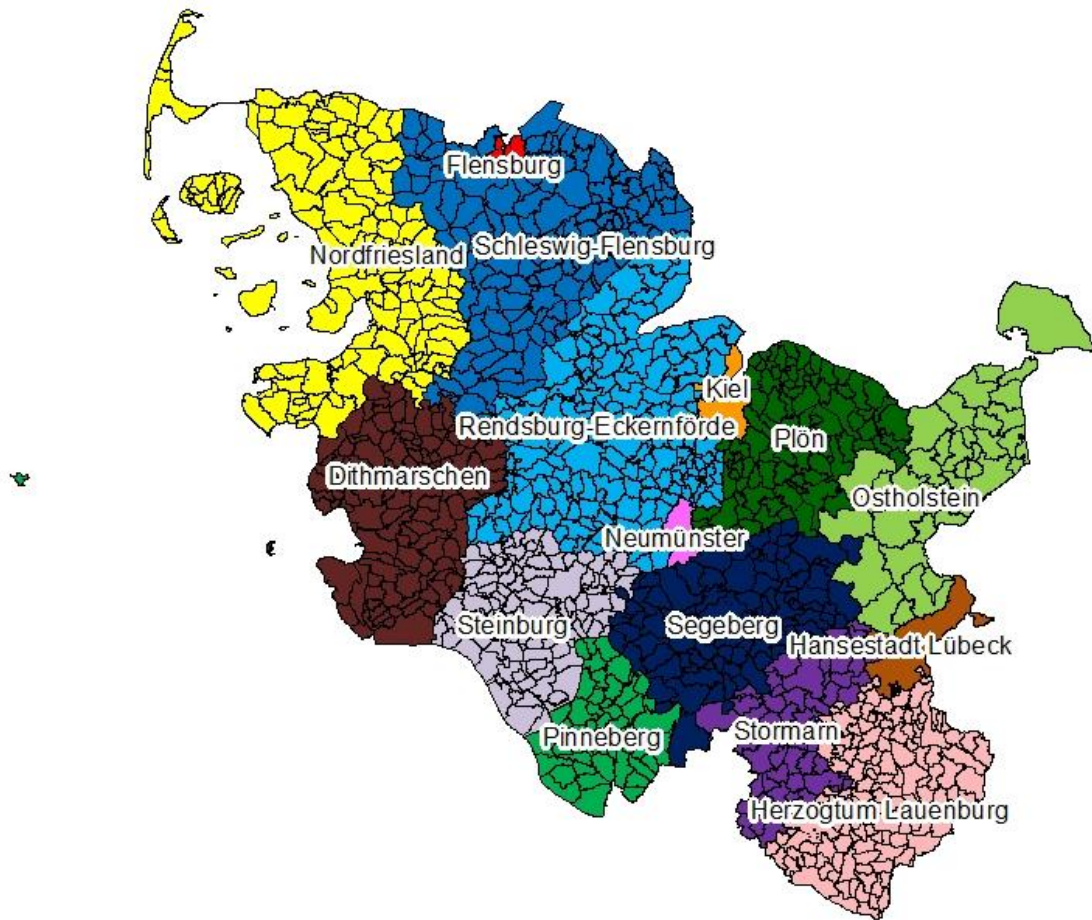 Flensburg
Nordfriesland
Schleswig-Flensburg
Kiel
Rendsburg-Eckernförde
Plön
Dithmarschen
Ostholstein
Neumünster
Steinburg
Segeberg
Hansestadt Lübeck
Pinneberg
Stormarn
Herzogtum Lauenburg